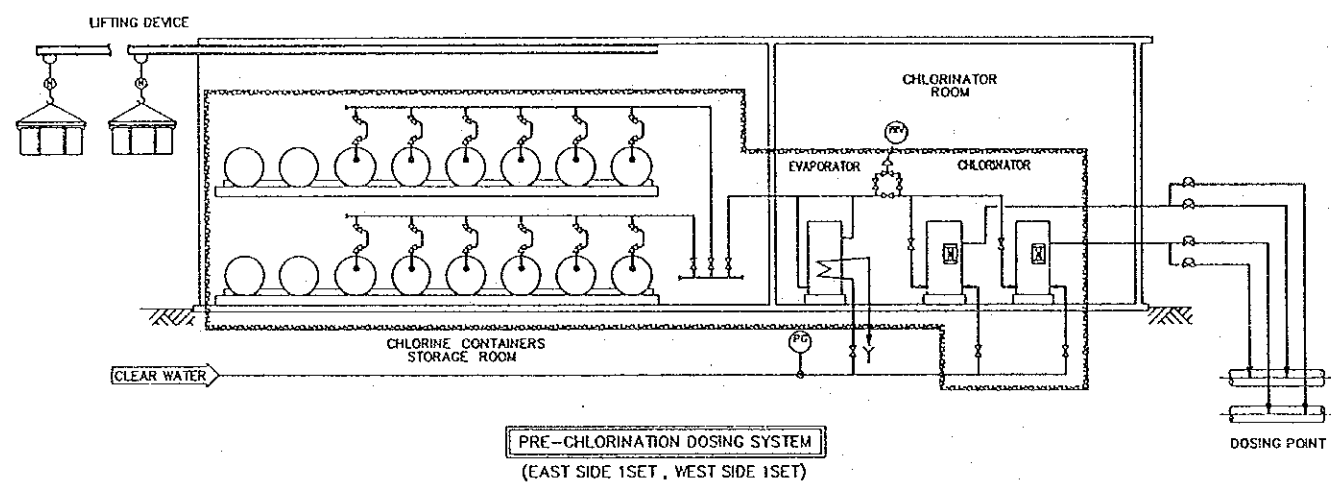 LIFTING DEVICE
CHLORINATOR
ROOM
EVAPORATOR
CHLORINATOR
CHLORINE CONTAINERS
STORAGE ROOM
PG
CLEAR WATER
PRE-CHLORINATION DOSING SYSTEM
DOSING POINT
(EAST SIDE 1SET , WEST SIDE 1SET)